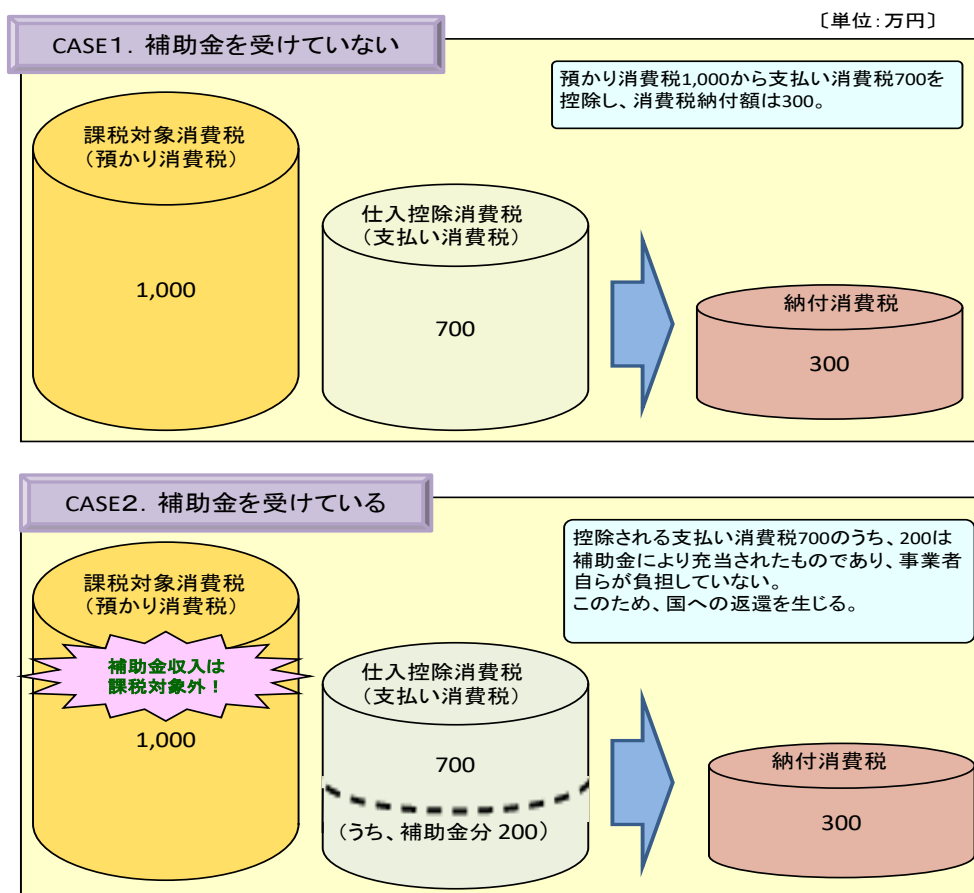 〔単位：万円〕
CASE1．補助金を受けていない
預かり消費税1,000から支払い消費税700を
控除し、消費税納付額は300。
課税対象消費税
（預かり消費税）
1,000
仕入控除消費税
（支払い消費税）
700
納付消費税
300
CASE２．補助金を受けている
控除される支払い消費税700のうち、200は
補助金により充当されたものであり、事業者
自らが負担していない。
このため、国への返還を生じる。
課税対象消費税
（預かり消費税）
補助金収入は
課税対象外！
1,000
仕入控除消費税
（支払い消費税）
700
（うち、補助金分 200）
納付消費税
300